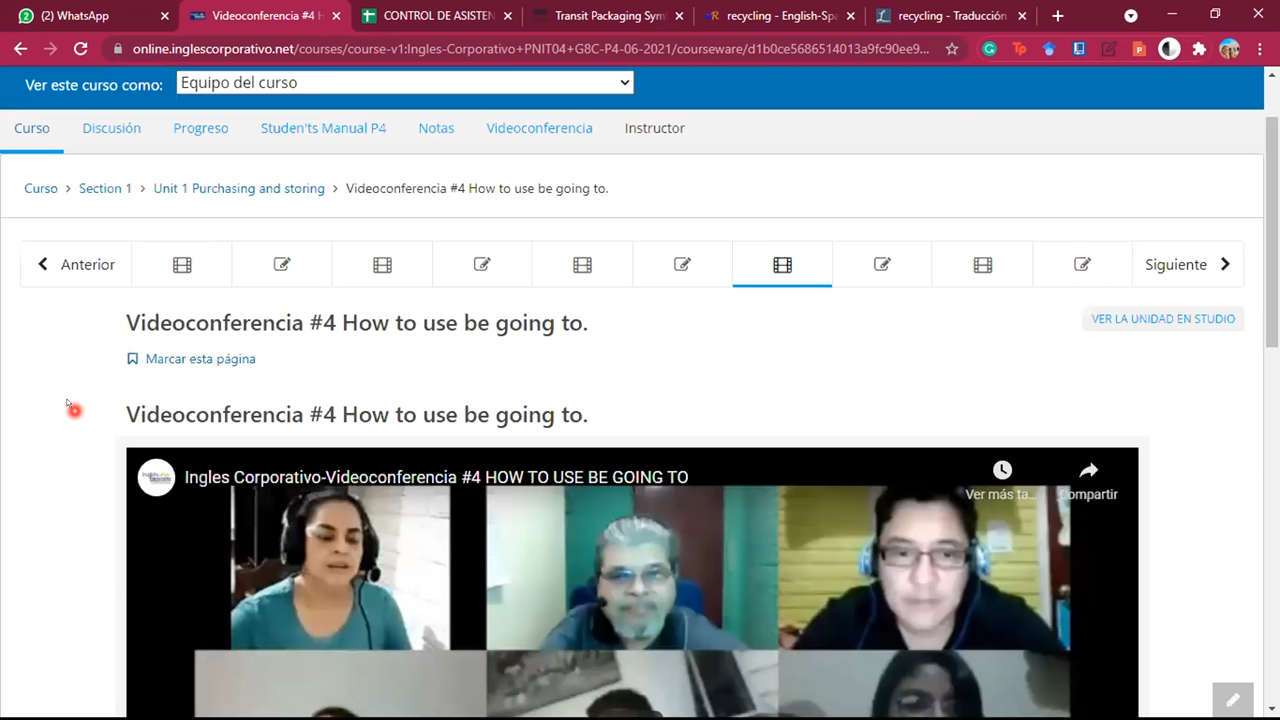 (2) WhatsApp
Videoconferencia #4 H
CONTROL DE ASISTEN
Transit Packaging Sym
recycling - English-Spa
recycling - Traducción
online.inglescorporativo.net/courses/course-v1:Ingles-Corporativo+PNIT04+G8C-P4-06-2021/courseware/d1b0ce5686514013a9fc90ee9...
Ver este curso como:
Equipo del curso
Curso
Discusión
Progreso
Studen'ts Manual P4
Notas
Videoconferencia
Instructor
Curso > Section 1 > Unit 1 Purchasing and storing > Videoconferencia #4 How to use be going to.
Anterior
Siguiente
Videoconferencia #4 How to use be going to.
VER LA UNIDAD EN STUDIO
Marcar esta página
Videoconferencia #4 How to use be going to.
Ingles Corporativo-Videoconferencia #4 HOW TO USE BE GOING TO
Ver más ta...
Compartir